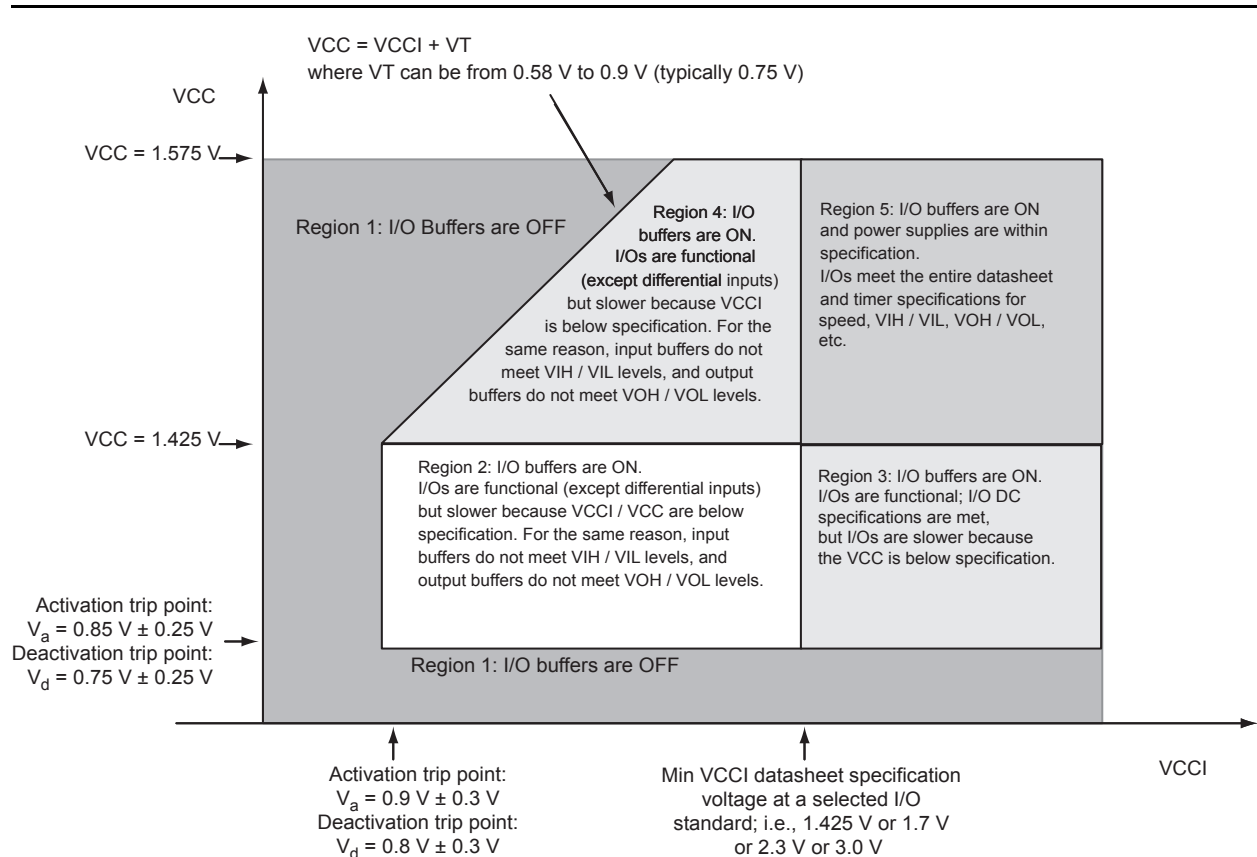 VCC = VCCI + VT
where VT can be from 0.58 V to 0.9 V (typically 0.75 V)
VCC
VCC = 1.575 V
Region 1: I/O Buffers are OFF
Region 4: I/O
buffers are ON.
I/Os are functional
(except differential inputs)
but slower because VCCI
is below specification. For the
same reason, input buffers do not
meet VIH / VIL levels, and output
buffers do not meet VOH / VOL levels.
Region 5: I/O buffers are ON
and power supplies are within
specification.
I/Os meet the entire datasheet
and timer specifications for
speed, VIH / VIL, VOH / VOL,
etc.
VCC = 1.425 V
Region 2: I/O buffers are ON.
I/Os are functional (except differential inputs)
but slower because VCCI / VCC are below
specification. For the same reason, input
buffers do not meet VIH / VIL levels, and
output buffers do not meet VOH / VOL levels.
Region 3: I/O buffers are ON.
I/Os are functional; I/O DC
specifications are met,
but I/Os are slower because
the VCC is below specification.
Activation trip point:
Va = 0.85 V ± 0.25 V
Deactivation trip point:
Vd = 0.75 V ± 0.25 V
Region 1: I/O buffers are OFF
VCCI
Activation trip point:
Va = 0.9 V ± 0.3 V
Deactivation trip point:
Vd = 0.8 V ± 0.3 V
Min VCCI datasheet specification
voltage at a selected I/O
standard; i.e., 1.425 V or 1.7 V
or 2.3 V or 3.0 V